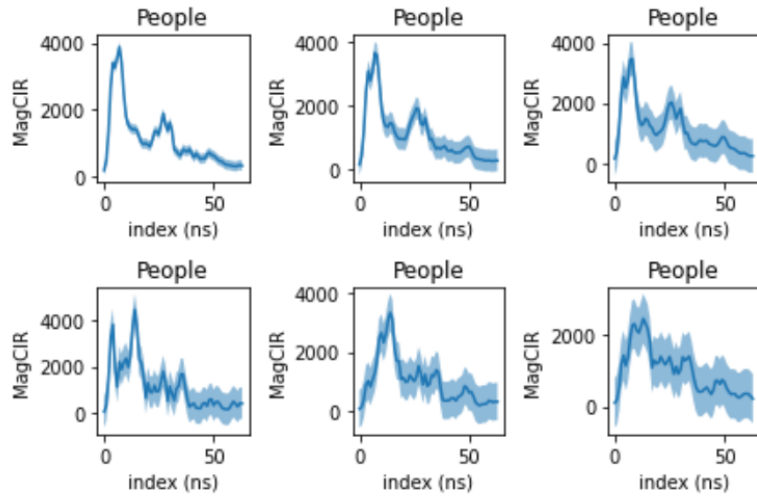 People People People
4000 4000 4000
MagCIR MagCIR MagCIR
2000 2000 2000
0 0 0
0 50 0 50 0 50
index (ns) index (ns) index (ns)
People People People
4000 4000
MagCIR MagCIR MagCIR
2000 2000 2000
0 0 0
0 50 0 50 0 50
index (ns) index (ns) index (ns)